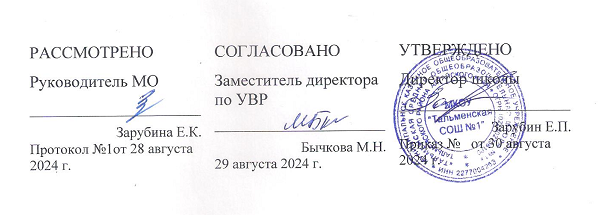 РАССМОТРЕНО
Руководитель МО
Зарубина Е.К.
Протокол №1от 28 августа
2024 г.
СОГЛАСОВАНО
Заместитель директора
по УВР
Бычкова М.Н.
29 августа 2024 г.
УТВЕРЖДЕНО
Директор школы
МКОУ
"Тальменская
СОШ №1"
Зарубин Е.П.
Приказ № от 30 августа
2024 г.